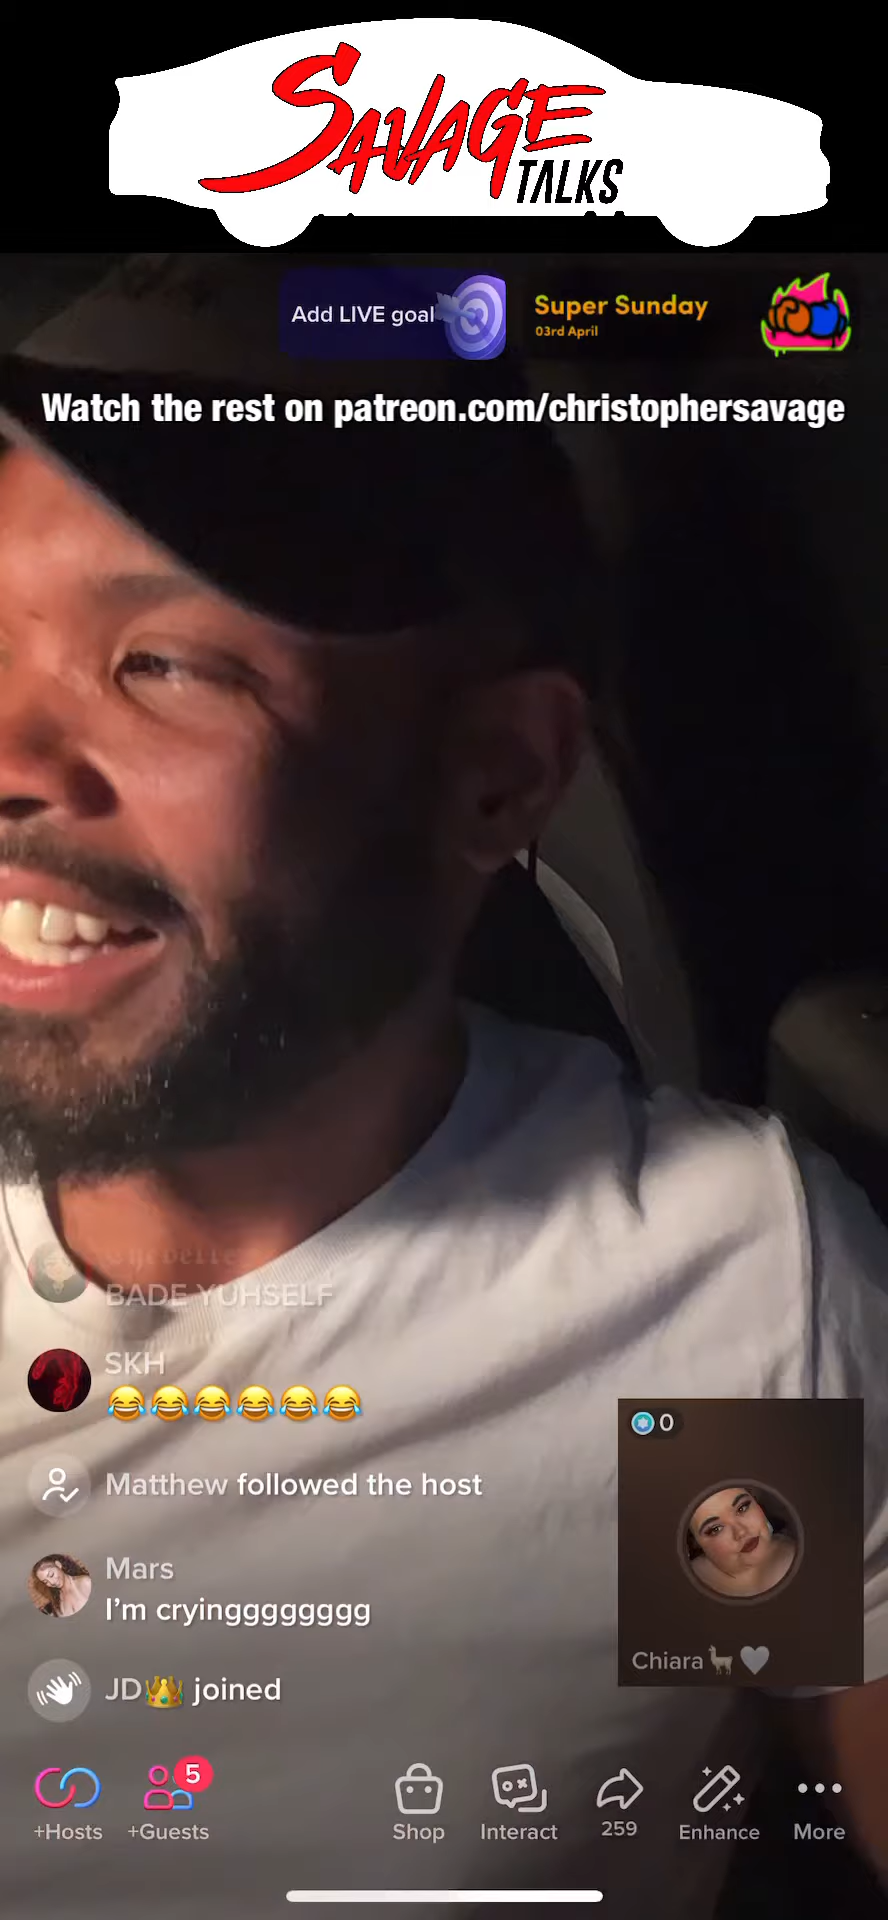 SAVAGE
TALKS
Add LIVE goal
Super Sunday
03rd April
Watch the rest on patreon.com/christophersavage
BADE YUHSELF
SKH
😂😂😂😂😂😂
Matthew followed the host
Mars
I'm cryinggggggggg
JD👑 joined
0
Chiara🦙🤍
5
+Hosts
+Guests
Shop
Interact
259
Enhance
More